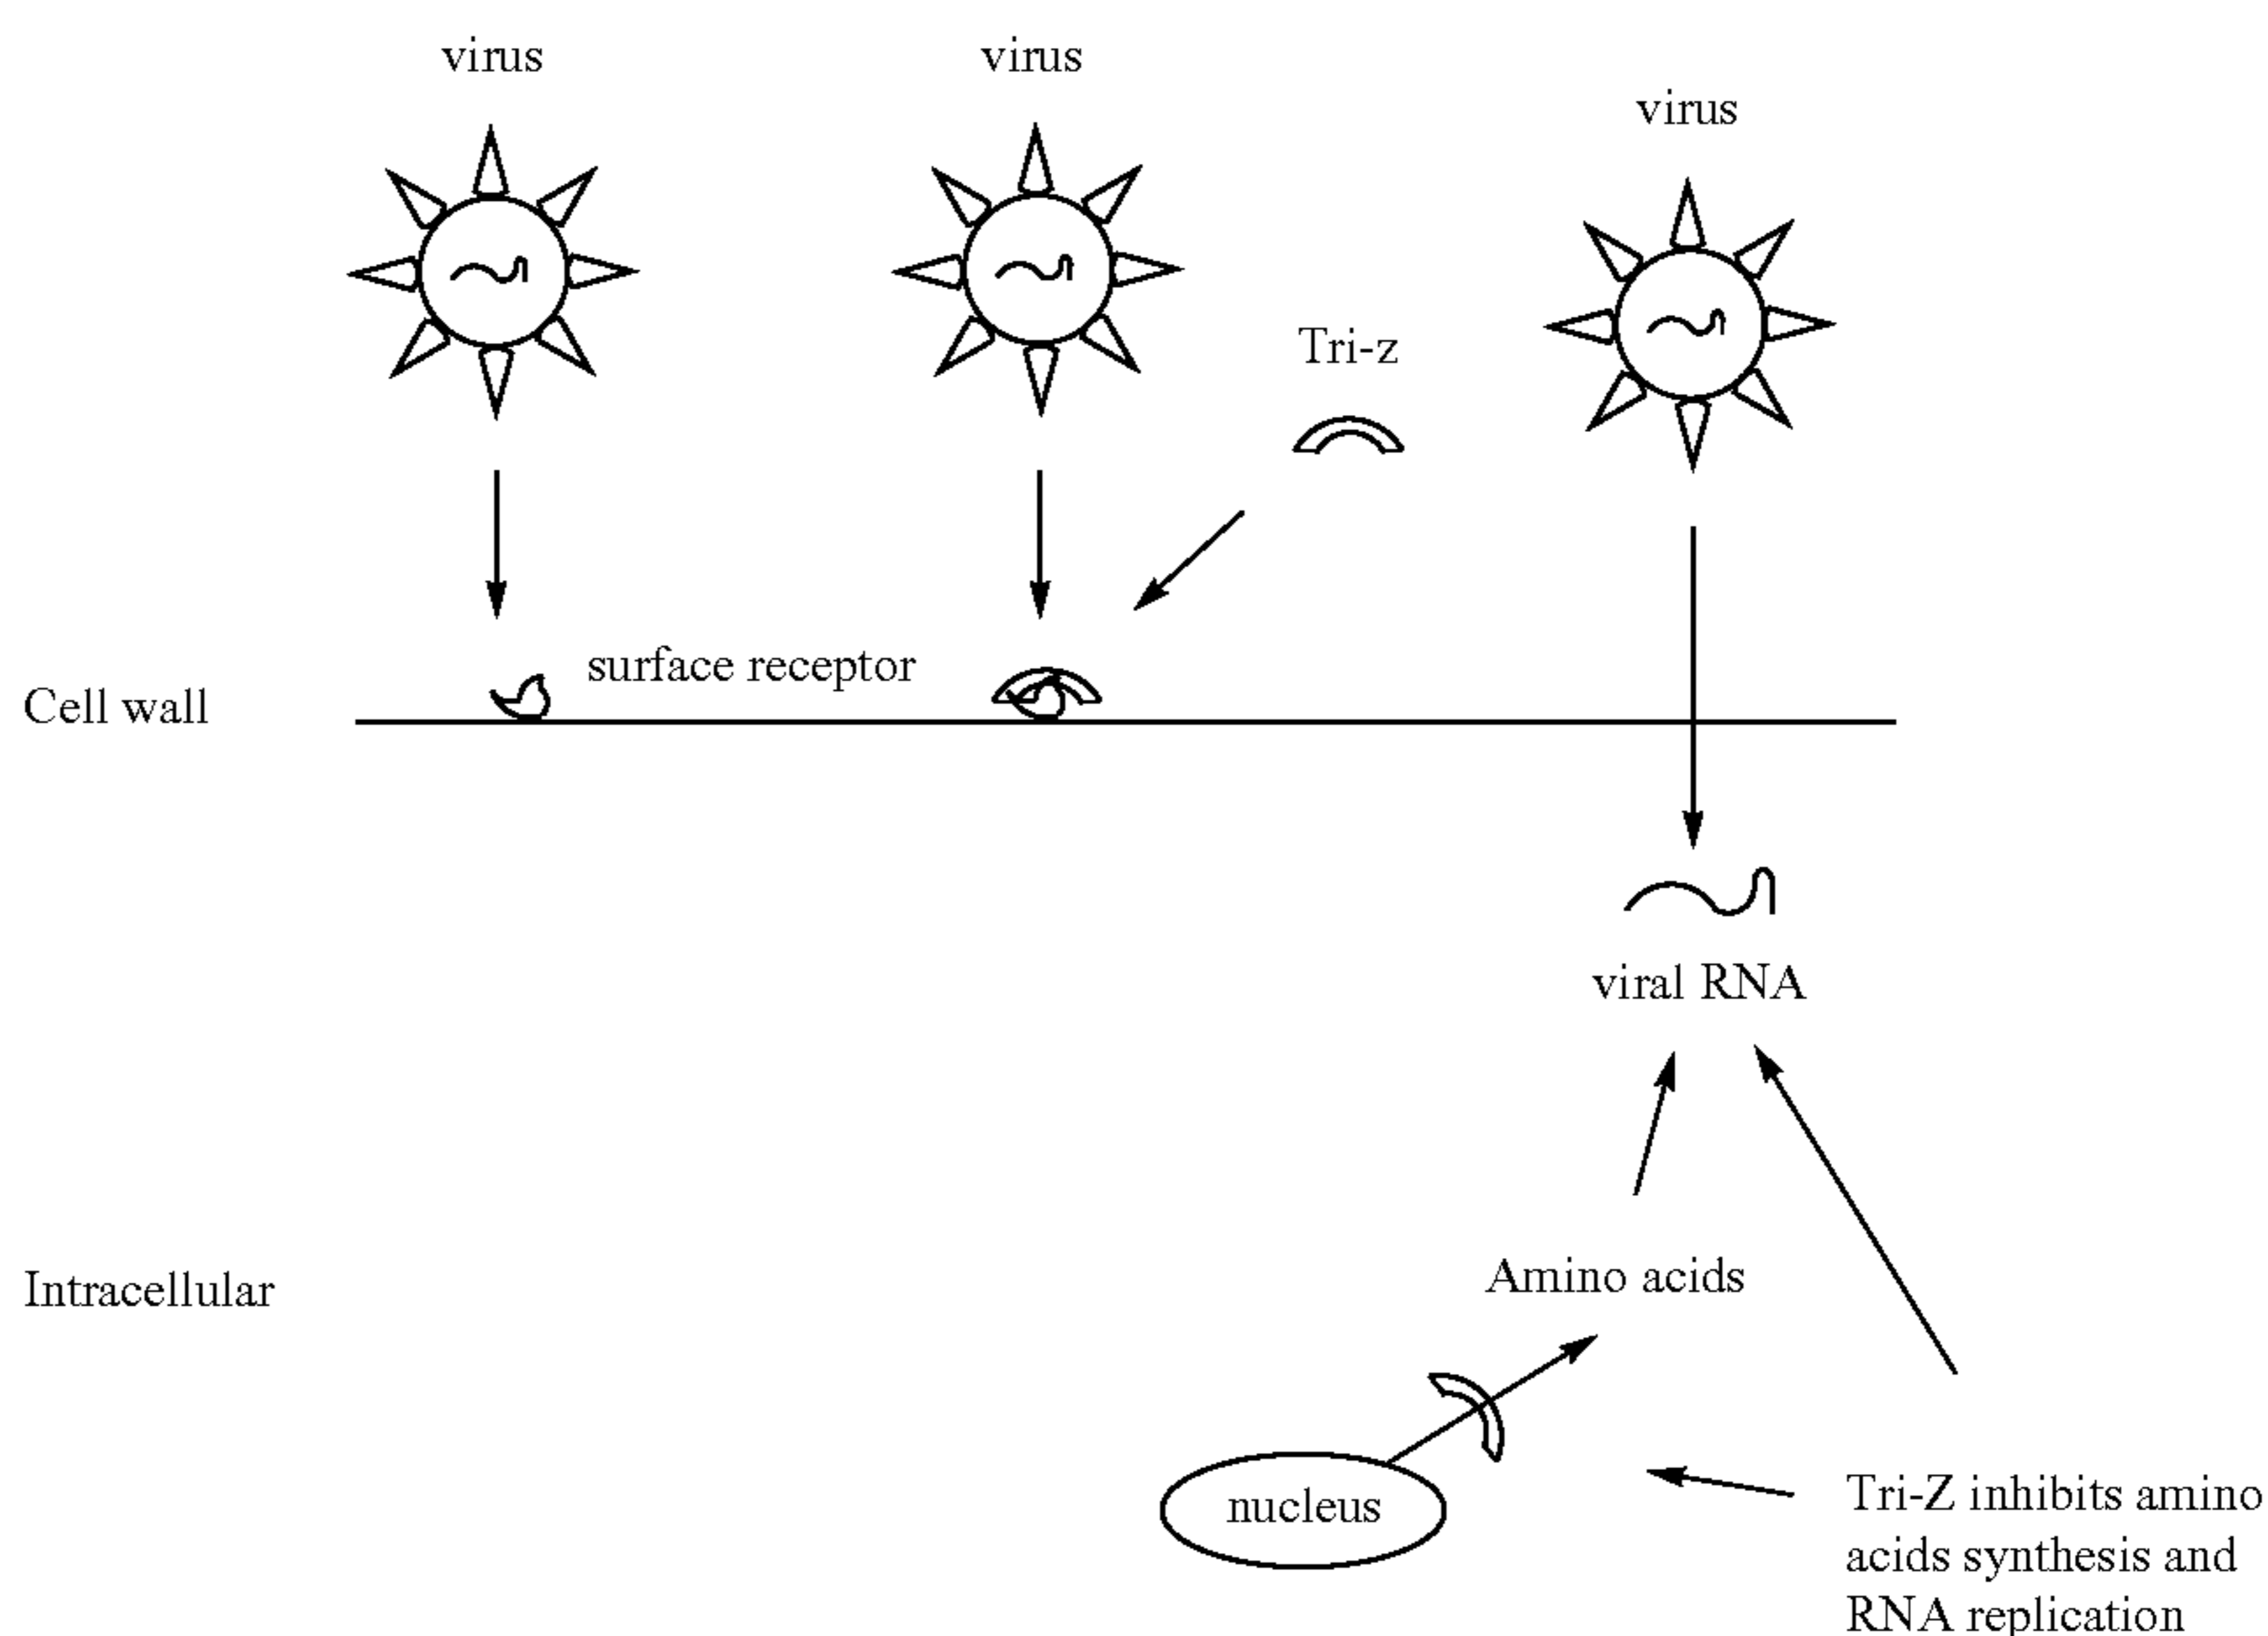 virus
virus
virus
Tri-z
surface receptor
Cell wall
viral RNA
Amino acids
Intracellular
nucleus
Tri-Z inhibits amino
acids synthesis and
RNA replication